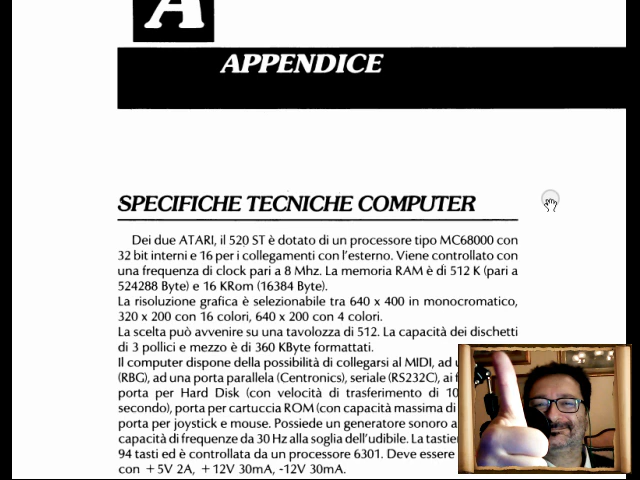 A
APPENDICE
SPECIFICHE TECNICHE COMPUTER
Dei due ATARI, il 520 ST è dotato di un processore tipo MC68000 con
32 bit interni e 16 per i collegamenti con l'esterno. Viene controllato con
una frequenza di clock pari a 8 Mhz. La memoria RAM è di 512 K (pari a
524288 Byte) e 16 KRom (16384 Byte).
La risoluzione grafica è selezionabile tra 640 x 400 in monocromatico,
320 x 200 con 16 colori, 640 x 200 con 4 colori.
La scelta può avvenire su una tavolozza di 512. La capacità dei dischetti
di 3 pollici e mezzo è di 360 KByte formattati.
Il computer dispone della possibilità di collegarsi al MIDI, ad
(RBG), ad una porta parallela (Centronics), seriale (RS232C), ai
porta per Hard Disk (con velocità di trasferimento di 10
secondo), porta per cartuccia ROM (con capacità massima di
porta per joystick e mouse. Possiede un generatore sonoro a
capacità di frequenze da 30 Hz alla soglia dell'udibile. La
94 tasti ed è controllata da un processore 6301. Deve essere
con +5V 2A, +12V 30mA, -12V 30mA.